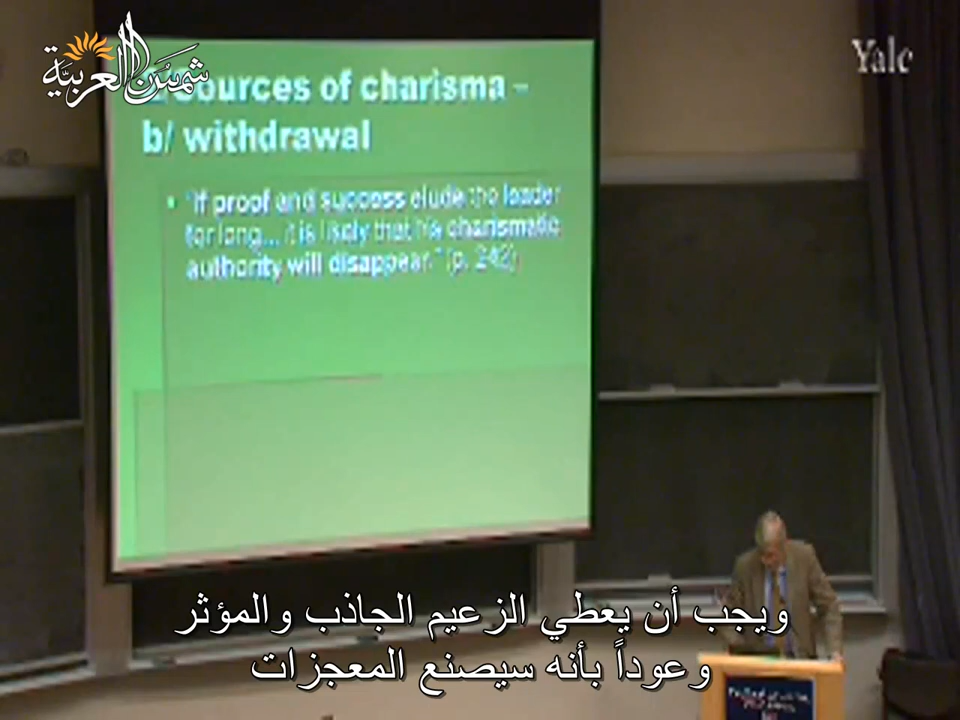 شمس العربية
Yale
Sources of charisma –
b/ withdrawal
"If proof and success elude the leader
for long... it is likely that his charismatic
authority will disappear." (p. 242)
ويجب أن يعطي الزعيم الجاذب والمؤثر
وعوداً بأنه سيصنع المعجزات